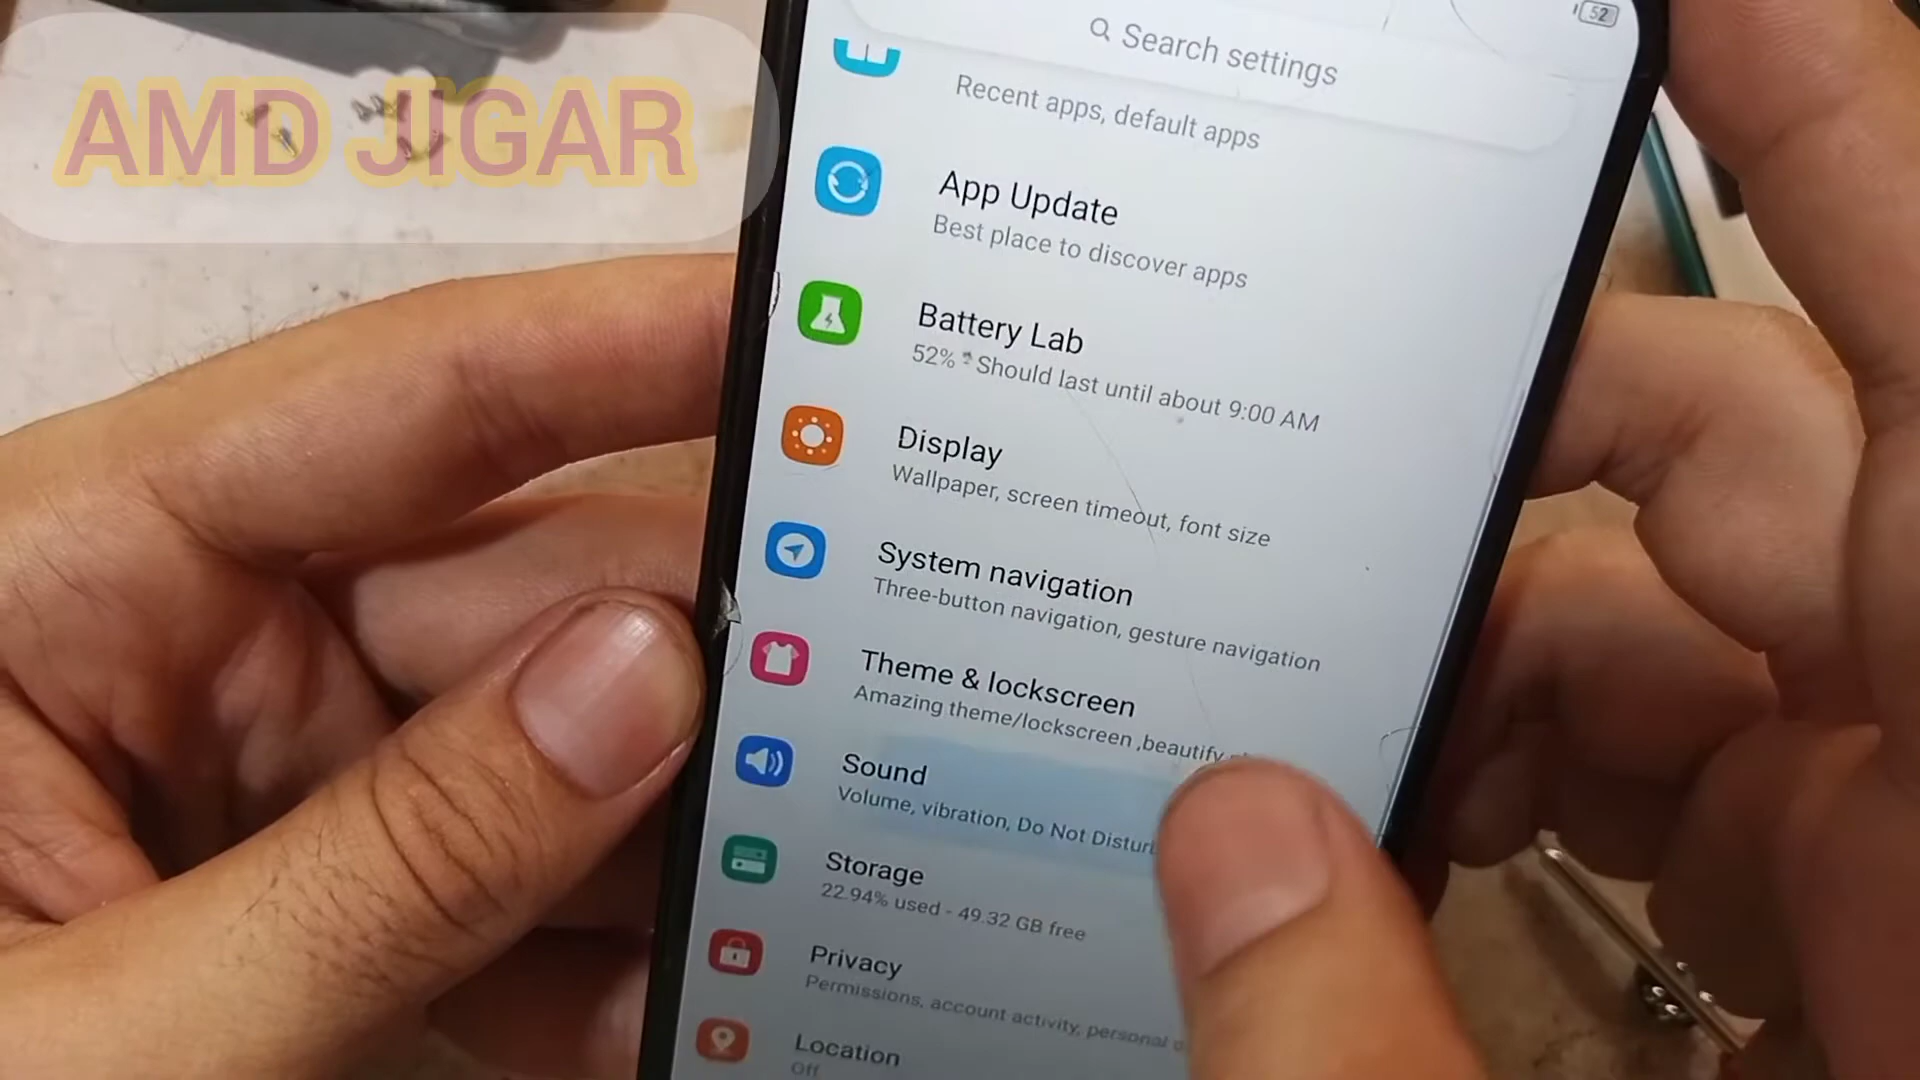 AMD JIGAR
52
Search settings
Recent apps, default apps
App Update
Best place to discover apps
Battery Lab
52% - Should last until about 9:00 AM
Display
Wallpaper, screen timeout, font size
System navigation
Three-button navigation, gesture navigation
Theme & lockscreen
Amazing theme/lockscreen ,beautify
Sound
Volume, vibration, Do Not Disturb
Storage
22.94% used - 49.32 GB free
Privacy
Permissions, account activity, personal
Location
Off